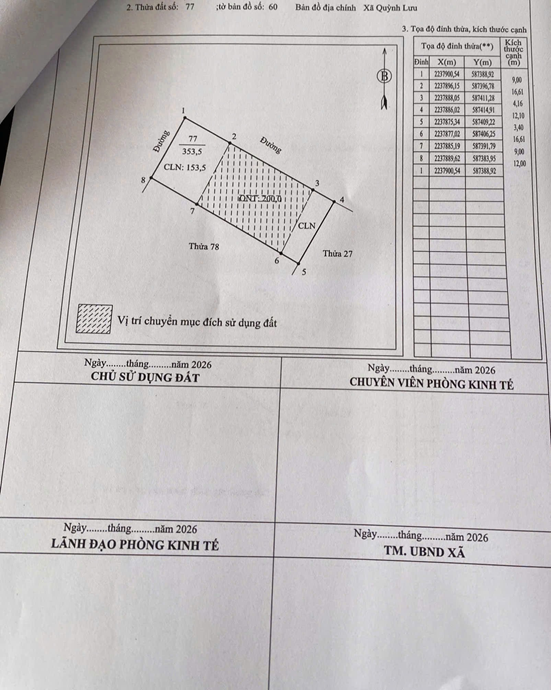 2. Thửa đất số: 77 ;tờ bản đồ số: 60 Bản đồ địa chính Xã Quỳnh Lưu
3. Tọa độ đỉnh thửa, kích thước cạnh
Tọa độ đỉnh thửa(**) Kích thước cạnh (m)
Đỉnh X(m) Y(m)
1 2237900,54 587388,92
9,00
2 2237896,15 587396,78
16,61
3 2237888,05 587411,28
4,16
4 2237886,02 587414,91
12,10
5 2237875,34 587409,22
3,40
6 2237877,02 587406,25
16,61
7 2237885,19 587391,79
9,00
8 2237889,62 587383,95
12,00
1 2237900,54 587388,92
B
1
2
Đường
Đường
77
353,5
CLN: 153,5
8
3
4
ONT: 200,0
7
CLN
Thửa 78
Thửa 27
6
5
Vị trí chuyển mục đích sử dụng đất
Ngày........tháng.........năm 2026
CHỦ SỬ DỤNG ĐẤT
Ngày........tháng.........năm 2026
CHUYÊN VIÊN PHÒNG KINH TẾ
Ngày........tháng.........năm 2026
LÃNH ĐẠO PHÒNG KINH TẾ
Ngày........tháng.........năm 2026
TM. UBND XÃ